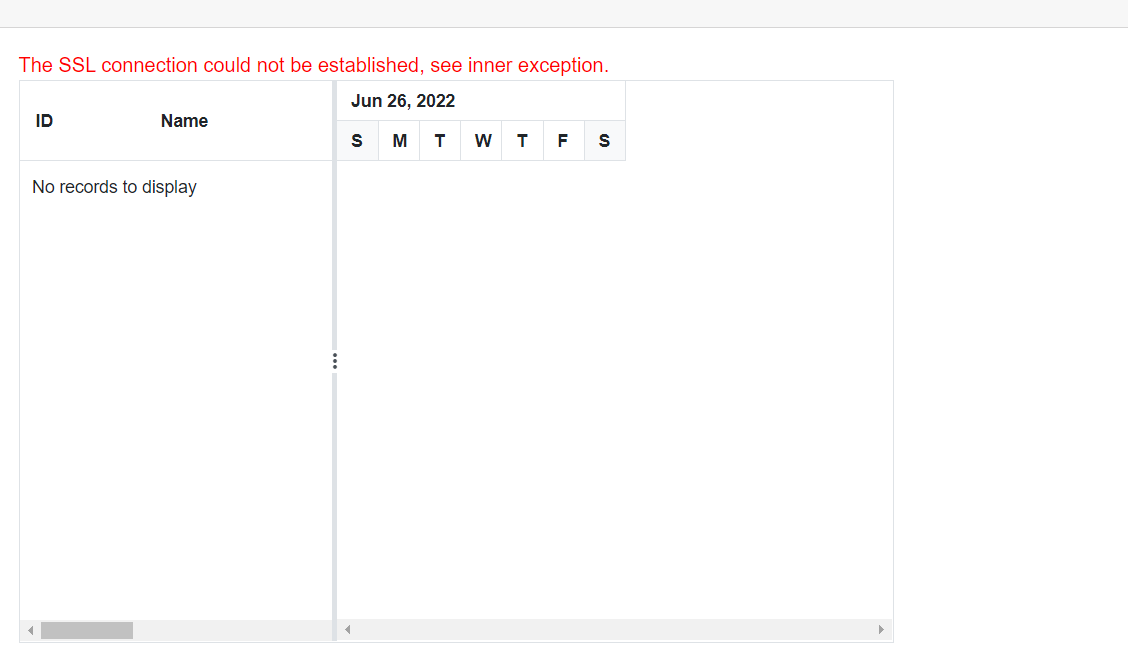 The SSL connection could not be established, see inner exception.
ID Name
Jun 26, 2022
S M T W T F S
No records to display